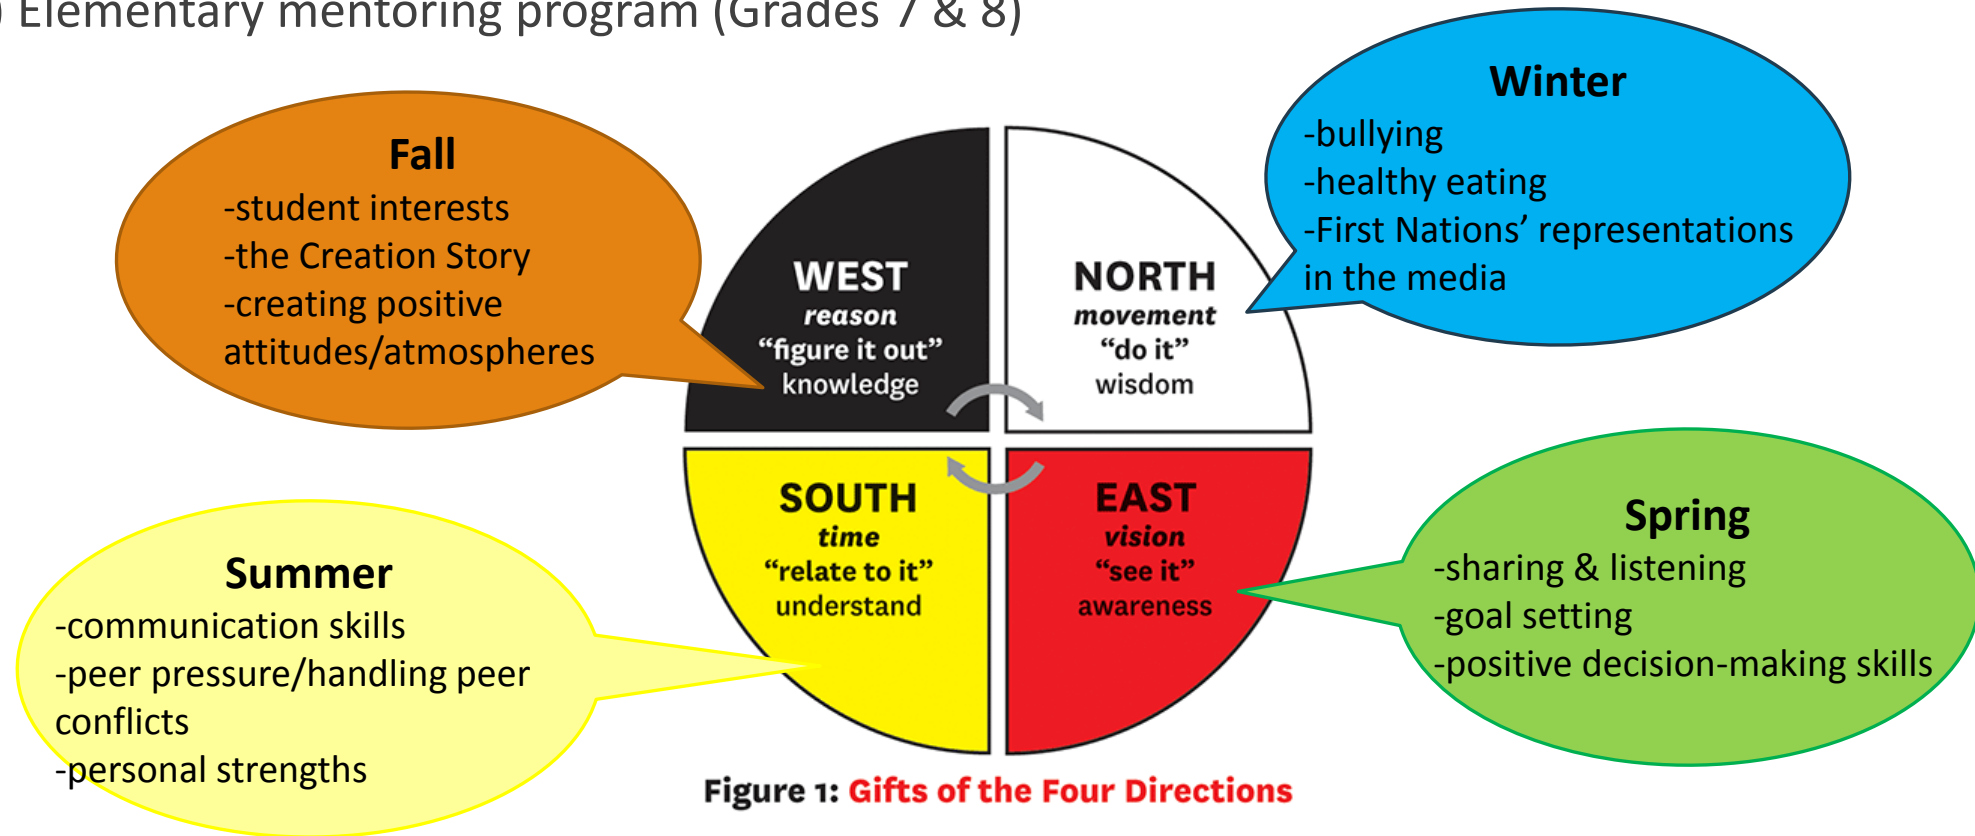 ) Elementary mentoring program (Grades 7 & 8)
Fall
-student interests
-the Creation Story
-creating positive
attitudes/atmospheres
Winter
-bullying
-healthy eating
-First Nations’ representations
in the media
WEST
reason
“figure it out”
knowledge
NORTH
movement
“do it”
wisdom
SOUTH
time
“relate to it”
understand
EAST
vision
“see it”
awareness
Summer
-communication skills
-peer pressure/handling peer
conflicts
-personal strengths
Spring
-sharing & listening
-goal setting
-positive decision-making skills
Figure 1: Gifts of the Four Directions